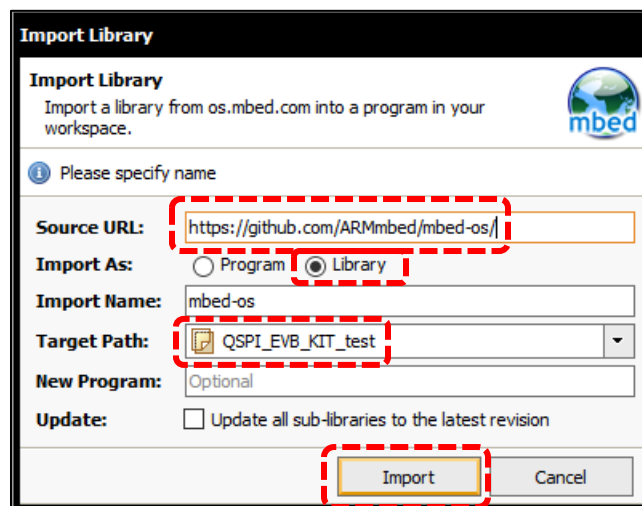 Import Library
Import Library
Import a library from os.mbed.com into a program in your
workspace.
mbed
Please specify name
Source URL: https://github.com/ARMmbed/mbed-os/
Import As: Program Library
Import Name: mbed-os
Target Path: QSPI_EVB_KIT_test
New Program: Optional
Update: Update all sub-libraries to the latest revision
Import Cancel